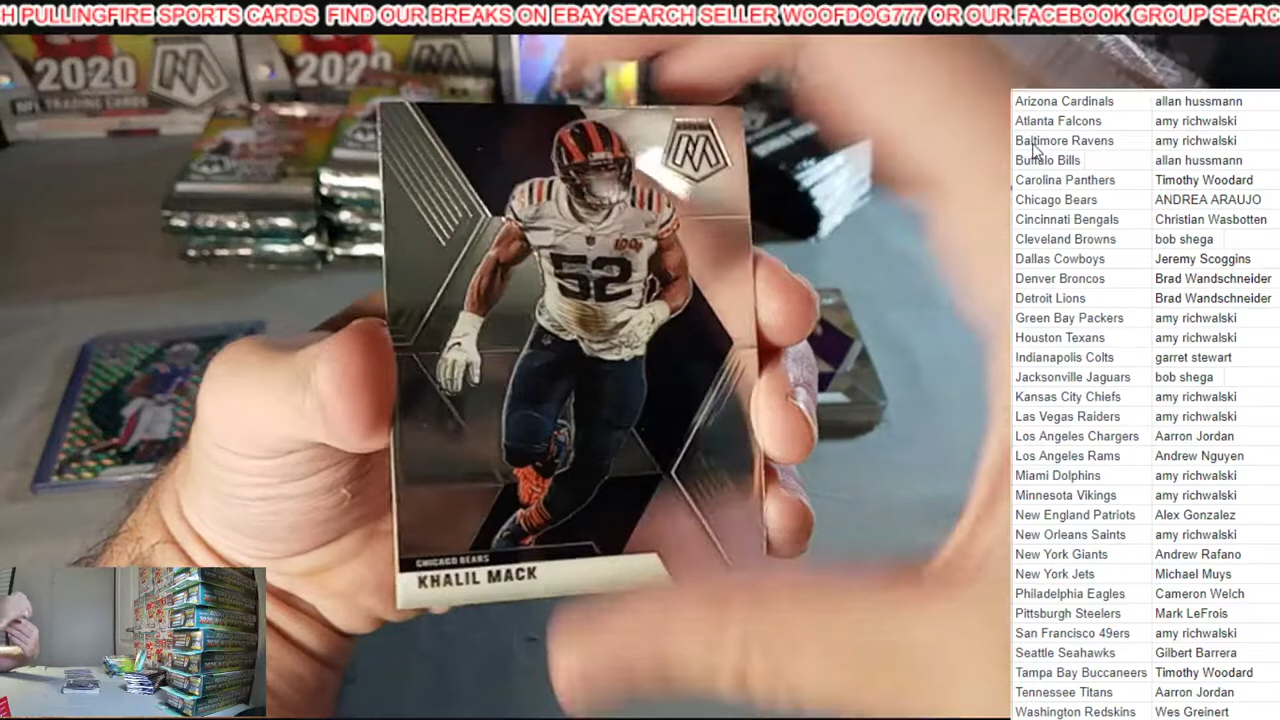 H PULLINGFIRE SPORTS CARDS FIND OUR BREAKS ON EBAY SEARCH SELLER WOOFDOG777 OR OUR FACEBOOK GROUP SEARC
2020
2020
NFL TRADING CARDS
MOSAIC
100
52
CHICAGO BEARS
KHALIL MACK
Arizona Cardinals allan hussmann
Atlanta Falcons amy richwalski
Baltimore Ravens amy richwalski
Buffalo Bills allan hussmann
Carolina Panthers Timothy Woodard
Chicago Bears ANDREA ARAUJO
Cincinnati Bengals Christian Wasbotten
Cleveland Browns bob shega
Dallas Cowboys Jeremy Scoggins
Denver Broncos Brad Wandschneider
Detroit Lions Brad Wandschneider
Green Bay Packers amy richwalski
Houston Texans amy richwalski
Indianapolis Colts garret stewart
Jacksonville Jaguars bob shega
Kansas City Chiefs amy richwalski
Las Vegas Raiders amy richwalski
Los Angeles Chargers Aarron Jordan
Los Angeles Rams Andrew Nguyen
Miami Dolphins amy richwalski
Minnesota Vikings amy richwalski
New England Patriots Alex Gonzalez
New Orleans Saints amy richwalski
New York Giants Andrew Rafano
New York Jets Michael Muys
Philadelphia Eagles Cameron Welch
Pittsburgh Steelers Mark LeFrois
San Francisco 49ers amy richwalski
Seattle Seahawks Gilbert Barrera
Tampa Bay Buccaneers Timothy Woodard
Tennessee Titans Aarron Jordan
Washington Redskins Wes Greinert